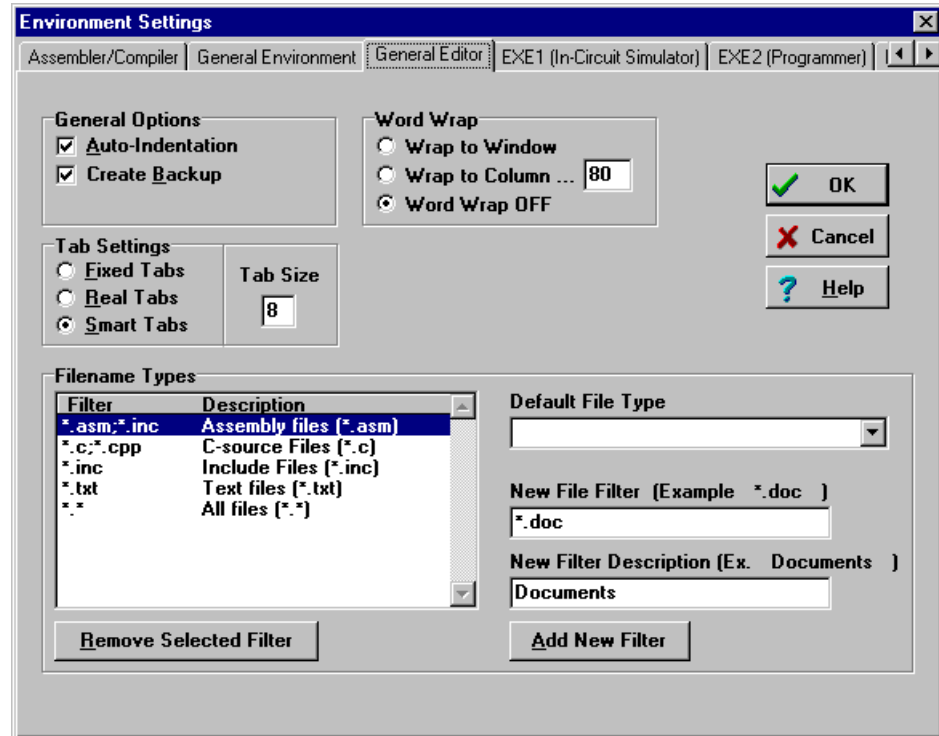 Environment Settings
Assembler/Compiler General Environment General Editor EXE1 (In-Circuit Simulator) EXE2 (Programmer)
General Options
Auto-Indentation
Create Backup
Word Wrap
Wrap to Window
Wrap to Column ... 80
Word Wrap OFF
OK
Cancel
Help
Tab Settings
Fixed Tabs
Real Tabs
Smart Tabs
Tab Size
8
Filename Types
Filter Description
*.asm;*.inc Assembly files (*.asm)
*.c;*.cpp C-source Files (*.c)
*.inc Include Files (*.inc)
*.txt Text files (*.txt)
*.* All files (*.*)
Remove Selected Filter
Default File Type
New File Filter (Example *.doc )
*.doc
New Filter Description (Ex. Documents )
Documents
Add New Filter